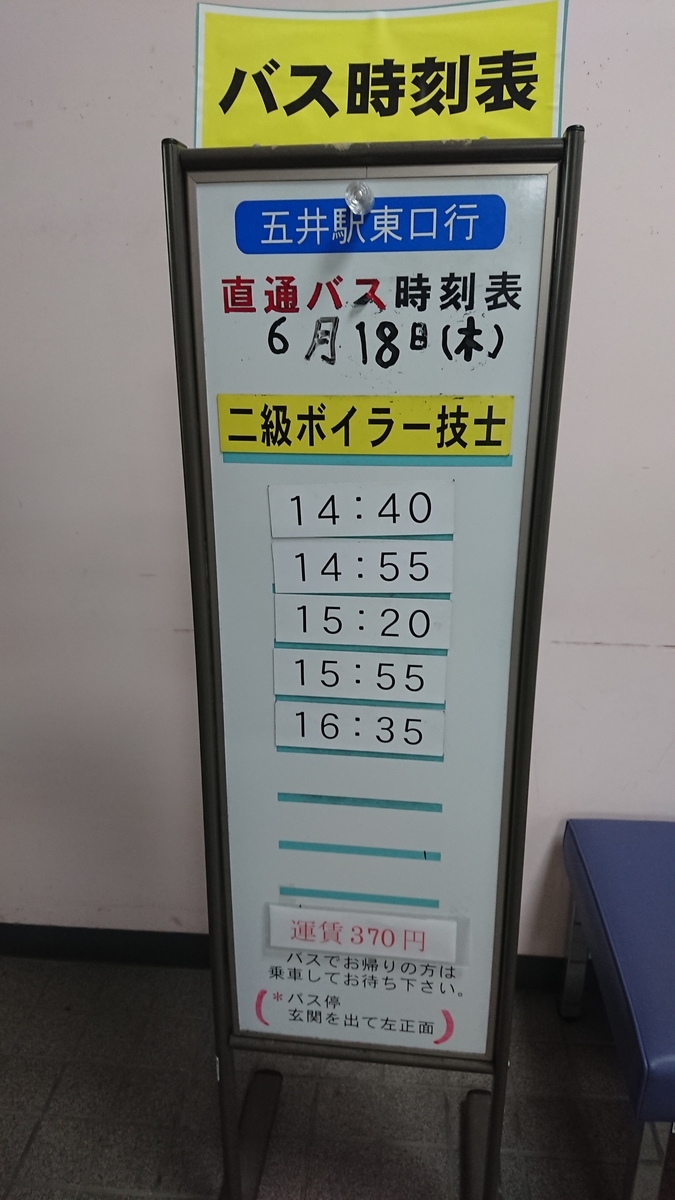 バス時刻表
五井駅東口行
直通バス時刻表
6月18日(木)
二級ボイラー技士
14:40
14:55
15:20
15:55
16:35
運賃370円
バスでお帰りの方は
乗車してお待ち下さい。
(*バス停
玄関を出て左正面)